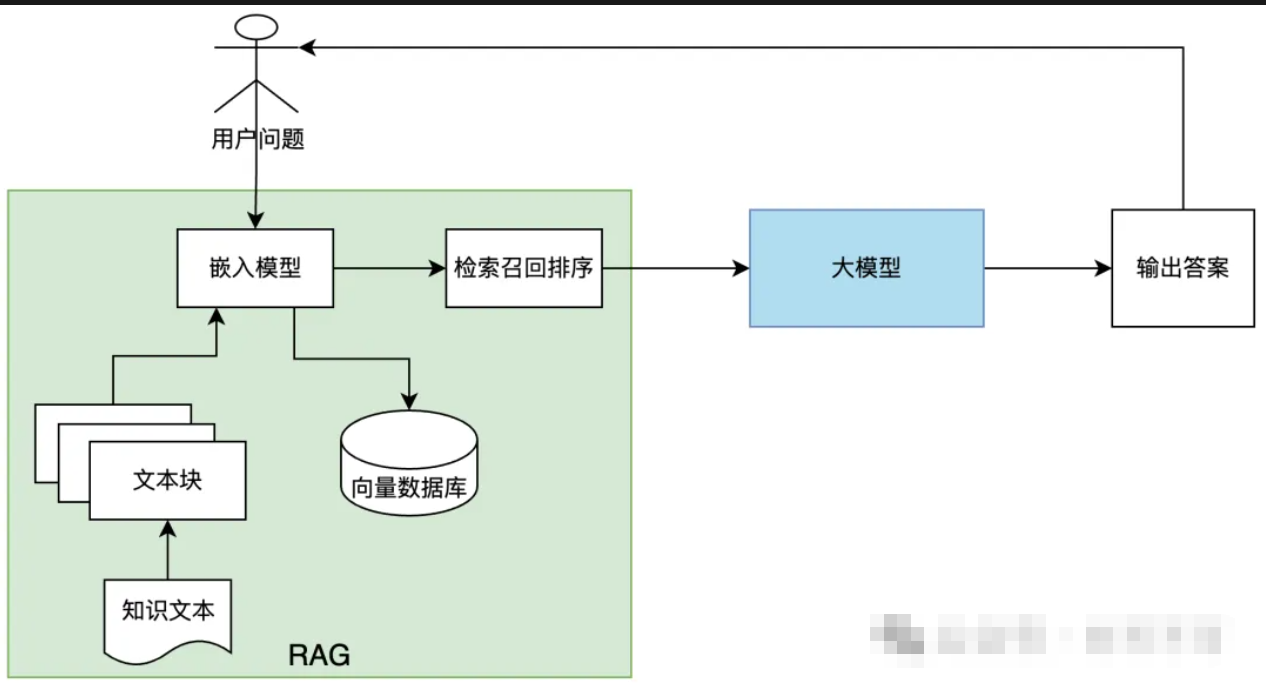 用户问题
嵌入模型
检索召回排序
大模型
输出答案
文本块
向量数据库
知识文本
RAG